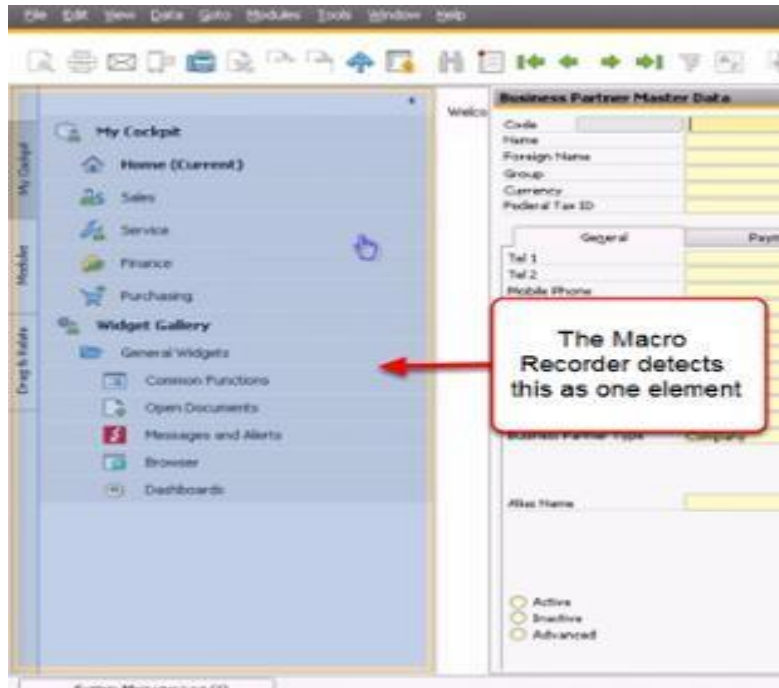 File Edit View Data Goto Modules Tools Window Help
Business Partner Master Data
Welco
My Cockpit
Modules
Drag & Relate
My Cockpit
Home (Current)
Sales
Service
Finance
Purchasing
Widget Gallery
General Widgets
Common Functions
Open Documents
Messages and Alerts
Browser
Dashboards
Code
Name
Foreign Name
Group
Currency
Federal Tax ID
General Paym
Tel 1
Tel 2
Mobile Phone
The Macro
Recorder detects
this as one element
Business Partner Type Company
Alias Name
Active
Inactive
Advanced